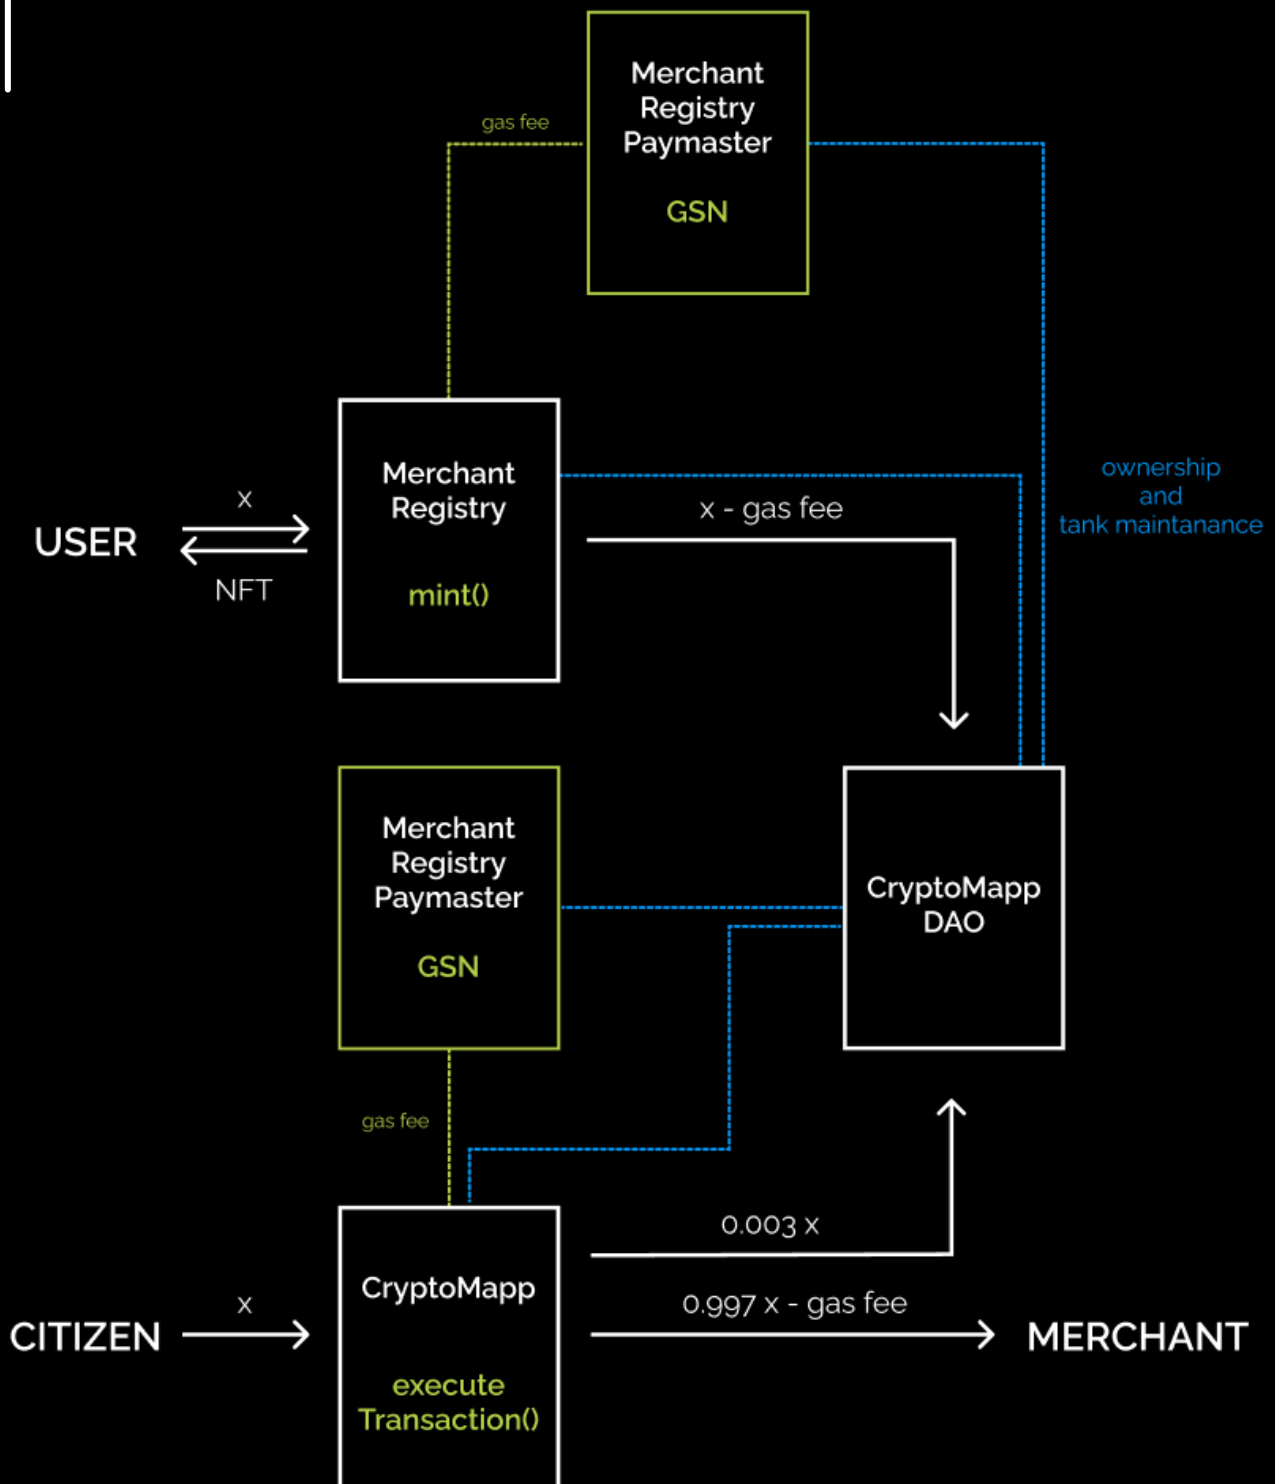 Merchant
Registry
Paymaster
GSN
gas fee
Merchant
Registry
mint()
USER
x
NFT
x - gas fee
ownership
and
tank maintanance
Merchant
Registry
Paymaster
GSN
CryptoMapp
DAO
gas fee
CITIZEN
x
CryptoMapp
execute
Transaction()
0.003 x
0.997 x - gas fee
MERCHANT